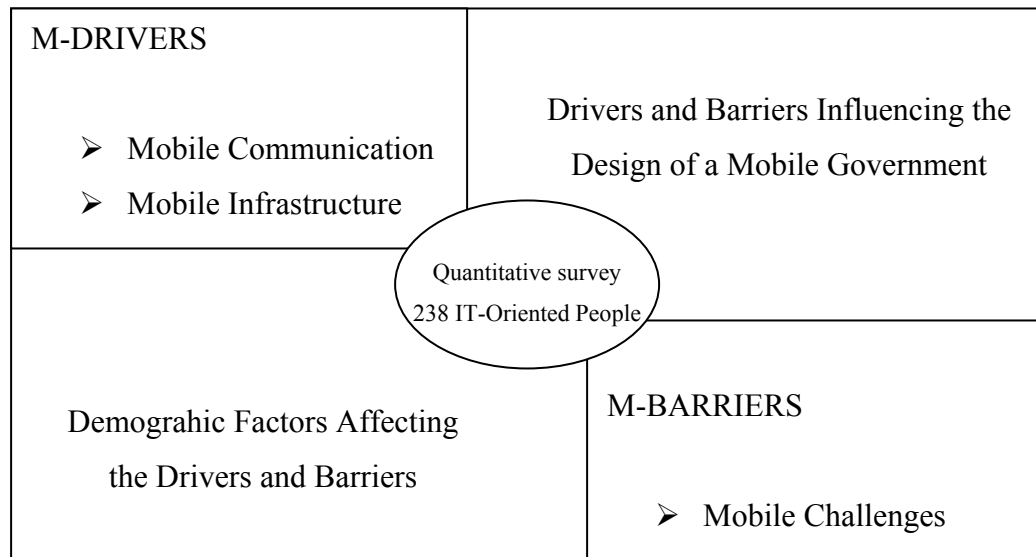 M-DRIVERS
➢ Mobile Communication
➢ Mobile Infrastructure
Drivers and Barriers Influencing the
Design of a Mobile Government
Quantitative survey
238 IT-Oriented People
Demograhic Factors Affecting
the Drivers and Barriers
M-BARRIERS
➢ Mobile Challenges